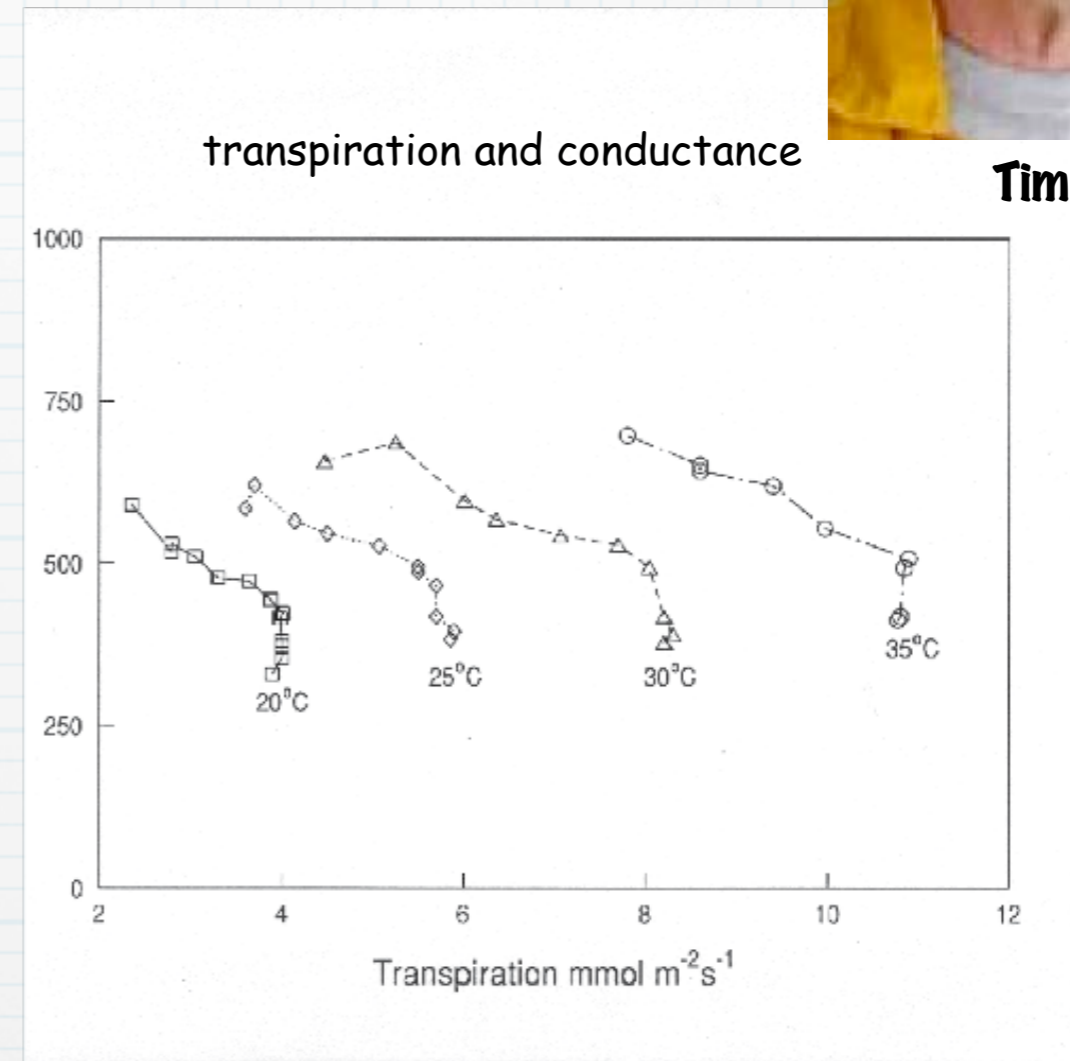 transpiration and conductance
Tim
1000
750
500
250
0
20°C
25°C
30°C
35°C
2 4 6 8 10 12
Transpiration mmol m⁻²s⁻¹